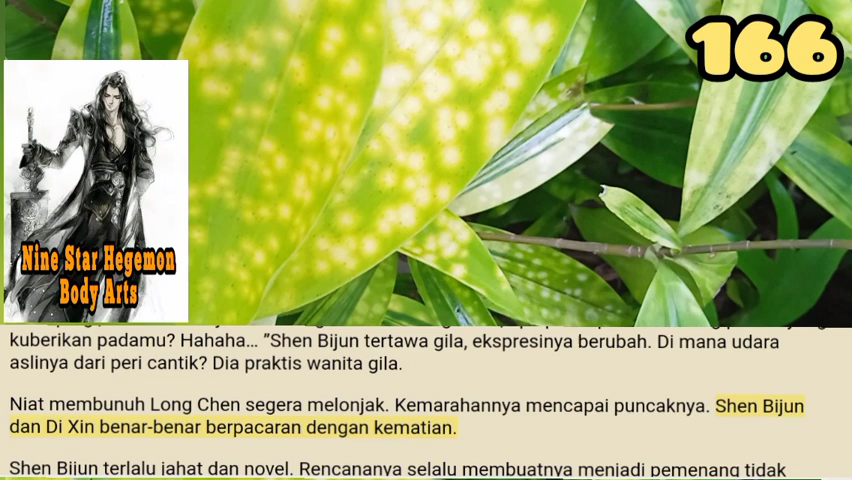 166
Nine Star Hegemon
Body Arts
kuberikan padamu? Hahaha... ”Shen Bijun tertawa gila, ekspresinya berubah. Di mana udara
aslinya dari peri cantik? Dia praktis wanita gila.
Niat membunuh Long Chen segera melonjak. Kemarahannya mencapai puncaknya. Shen Bijun
dan Di Xin benar-benar berpacaran dengan kematian.
Shen Bijun terlalu jahat dan novel. Rencananya selalu membuatnya menjadi pemenang tidak